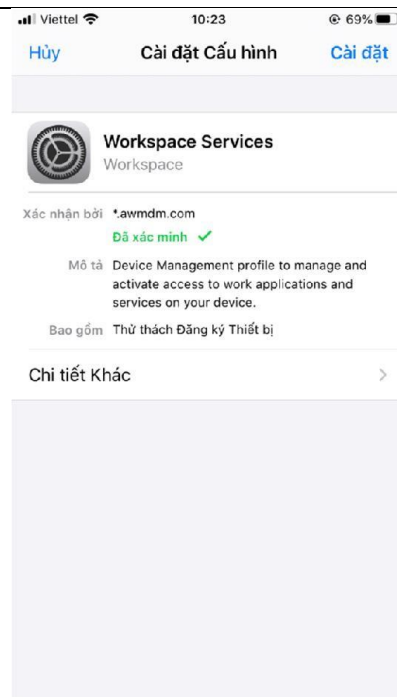 Viettel 10:23 69%
Hủy Cài đặt Cấu hình Cài đặt
Workspace Services
Workspace
Xác nhận bởi *.awmdm.com
Đã xác minh
Mô tả Device Management profile to manage and
activate access to work applications and
services on your device.
Bao gồm Thử thách Đăng ký Thiết bị
Chi tiết Khác